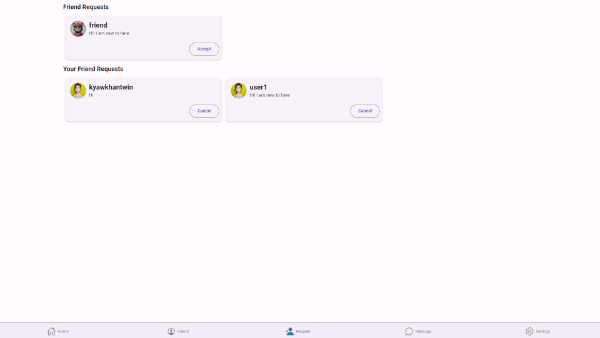 Friend Requests
friend
Hi! I am new to here
Accept
Your Friend Requests
kyawkhantwin
Hi
Cancel
user1
Hi! I am new to here
Cancel
Home
Friend
Request
Message
Settings